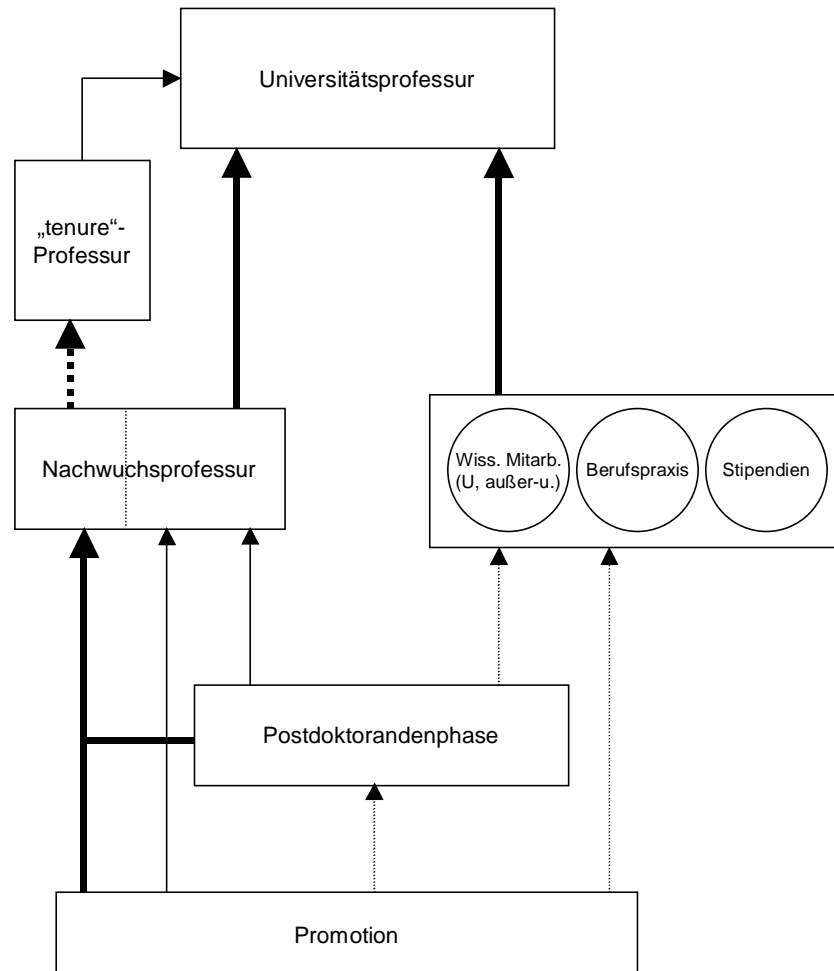 Universitätsprofessur
„tenure“-
Professur
Nachwuchsprofessur
Wiss. Mitarb.
(U, außer-u.)
Berufspraxis
Stipendien
Postdoktorandenphase
Promotion